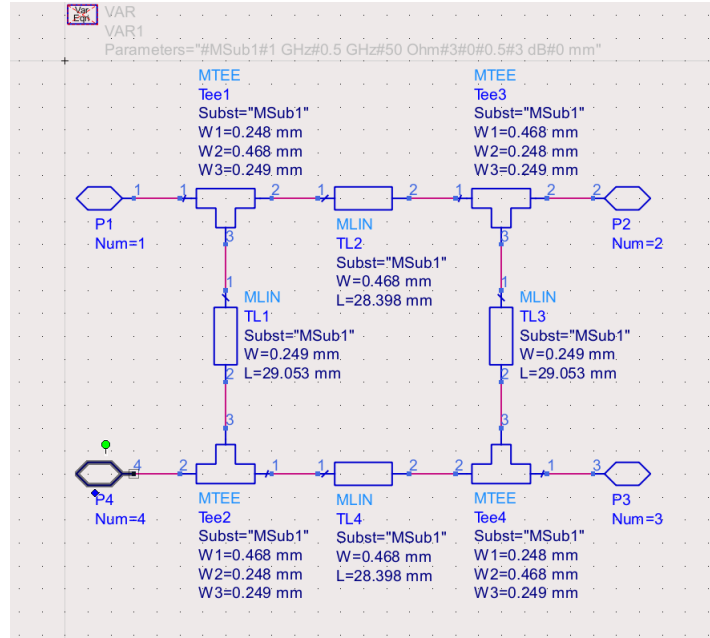 Var
Eqn
VAR
VAR1
Parameters="#MSub1#1 GHz#0.5 GHz#50 Ohm#3#0#0.5#3 dB#0 mm"
MTEE
Tee1
Subst="MSub1"
W1=0.248 mm
W2=0.468 mm
W3=0.249 mm
MTEE
Tee3
Subst="MSub1"
W1=0.468 mm
W2=0.248 mm
W3=0.249 mm
1 1 2 1 2 1 2 2
P1
Num=1
3
MLIN
TL2
Subst="MSub1"
W=0.468 mm
L=28.398 mm
3
P2
Num=2
1
MLIN
TL1
Subst="MSub1"
W=0.249 mm
L=29.053 mm
2
3
1
MLIN
TL3
Subst="MSub1"
W=0.249 mm
L=29.053 mm
2
3
4 2 1 1 2 2 1 3
P4
Num=4
MTEE
Tee2
Subst="MSub1"
W1=0.468 mm
W2=0.248 mm
W3=0.249 mm
MLIN
TL4
Subst="MSub1"
W=0.468 mm
L=28.398 mm
MTEE
Tee4
Subst="MSub1"
W1=0.248 mm
W2=0.468 mm
W3=0.249 mm
P3
Num=3